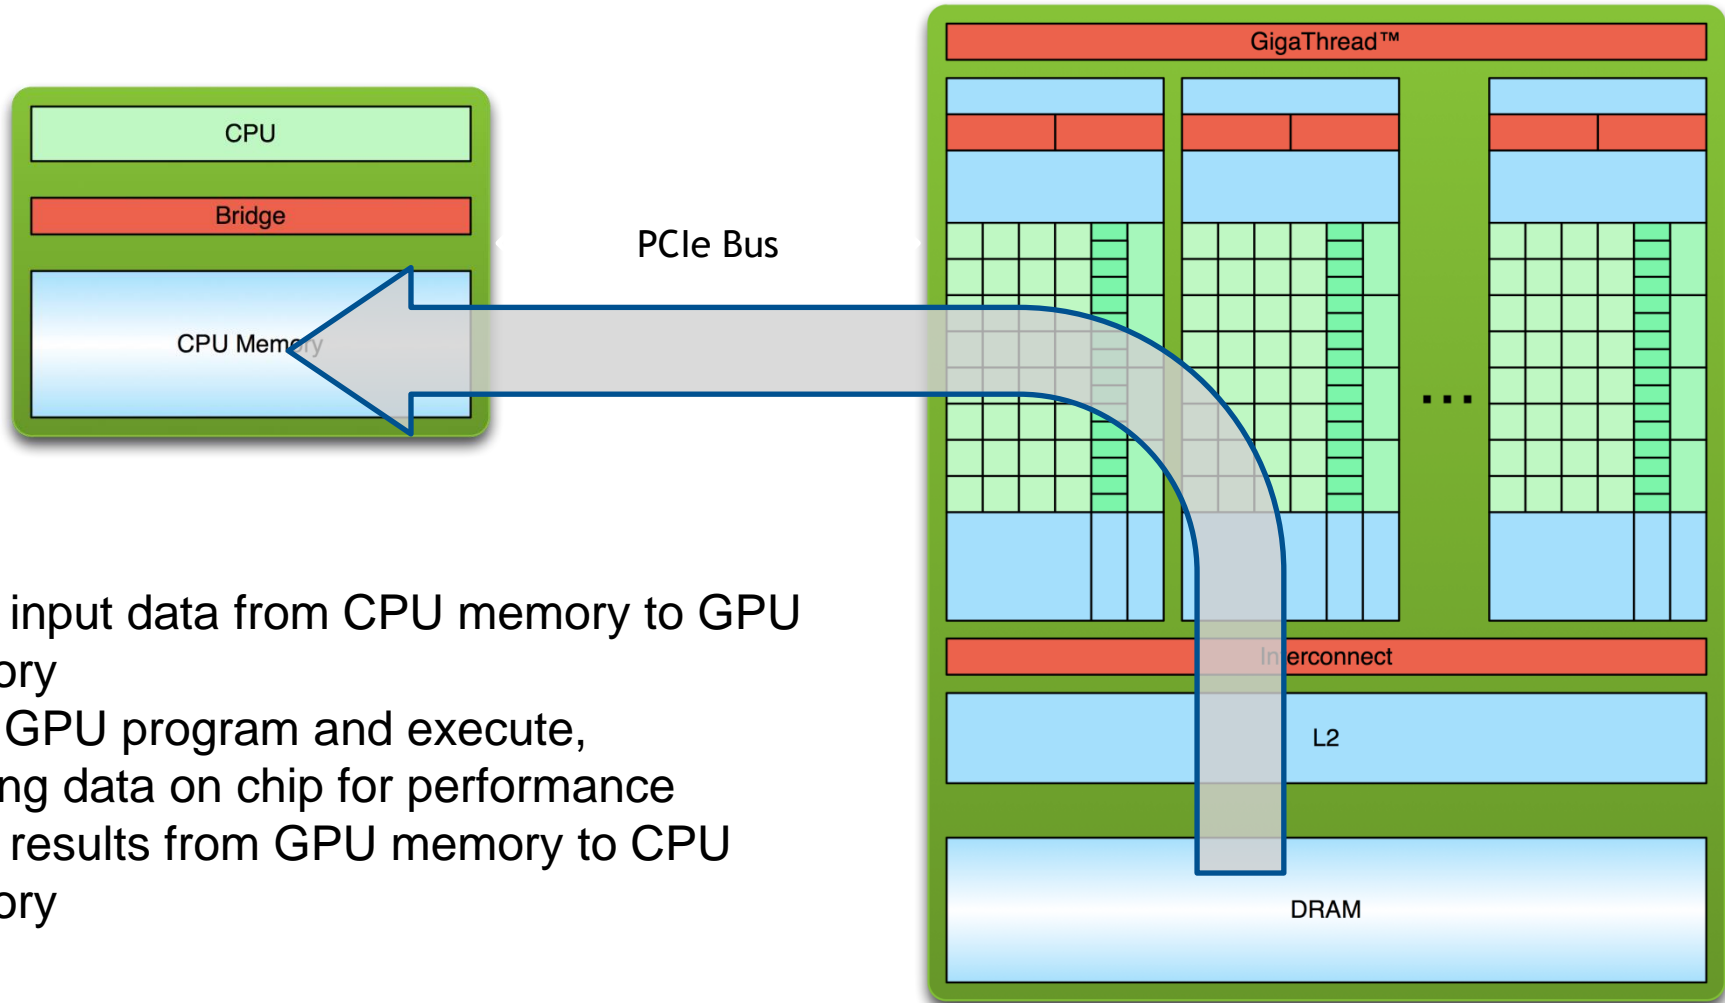 GigaThread™
CPU
Bridge
PCIe Bus
CPU Memory
input data from CPU memory to GPU
ory
GPU program and execute,
ng data on chip for performance
results from GPU memory to CPU
ory
Interconnect
L2
...
DRAM